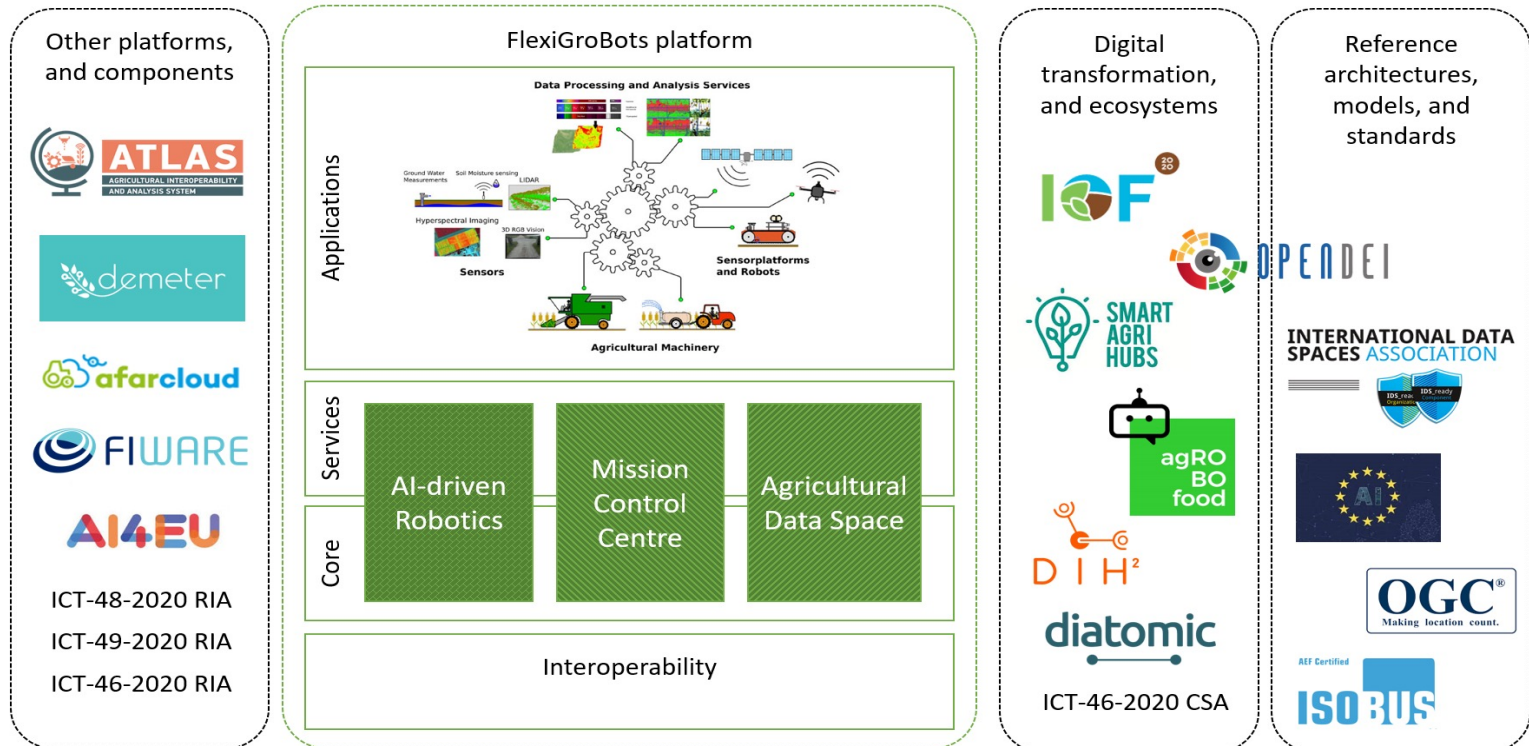 Other platforms,
and components
ATLAS
AGRICULTURAL INTEROPERABILITY
AND ANALYSIS SYSTEM
demeter
afarcloud
FIWARE
AI4EU
ICT-48-2020 RIA
ICT-49-2020 RIA
ICT-46-2020 RIA
FlexiGroBots platform
Applications
Data Processing and Analysis Services
Ground Water
Measurements
Soil Moisture sensing
LIDAR
Hyperspectral Imaging
3D RGB Vision
Sensors
Sensorplatforms
and Robots
Agricultural Machinery
Services
Core
AI-driven
Robotics
Mission
Control
Centre
Agricultural
Data Space
Interoperability
Digital
transformation,
and ecosystems
IOF
20
20
OPENDEI
SMART
AGRI
HUBS
agRO
BO
food
DIH²
diatomic
ICT-46-2020 CSA
Reference
architectures,
models, and
standards
INTERNATIONAL DATA
SPACES ASSOCIATION
IDS_ready
Component
AI
OGC®
Making location count.
AEF Certified
ISOBUS